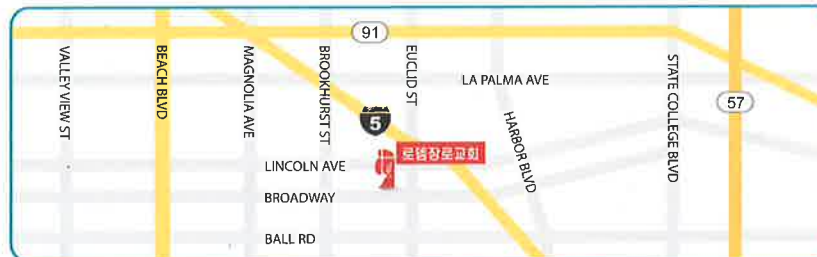 91
VALLEY VIEW ST
BEACH BLVD
MAGNOLIA AVE
BROOKHURST ST
EUCLID ST
LA PALMA AVE
STATE COLLEGE BLVD
57
5
HARBOR BLVD
로뎀장로교회
LINCOLN AVE
BROADWAY
BALL RD